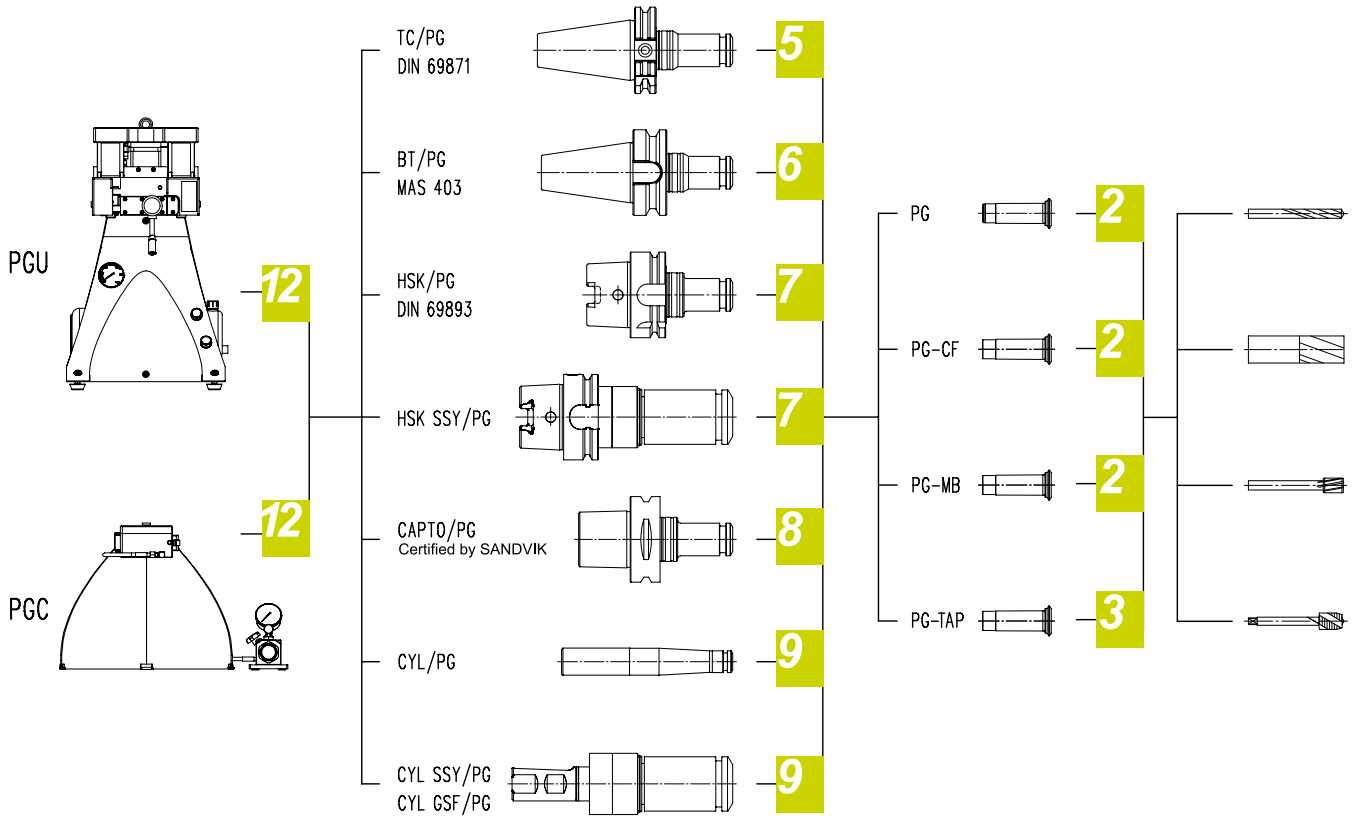 PGU
12
PGC
12
TC/PG
DIN 69871
5
BT/PG
MAS 403
6
HSK/PG
DIN 69893
7
HSK SSY/PG
7
CAPTO/PG
Certified by SANDVIK
8
CYL/PG
9
CYL SSY/PG
CYL GSF/PG
9
PG
2
PG-CF
2
PG-MB
2
PG-TAP
3